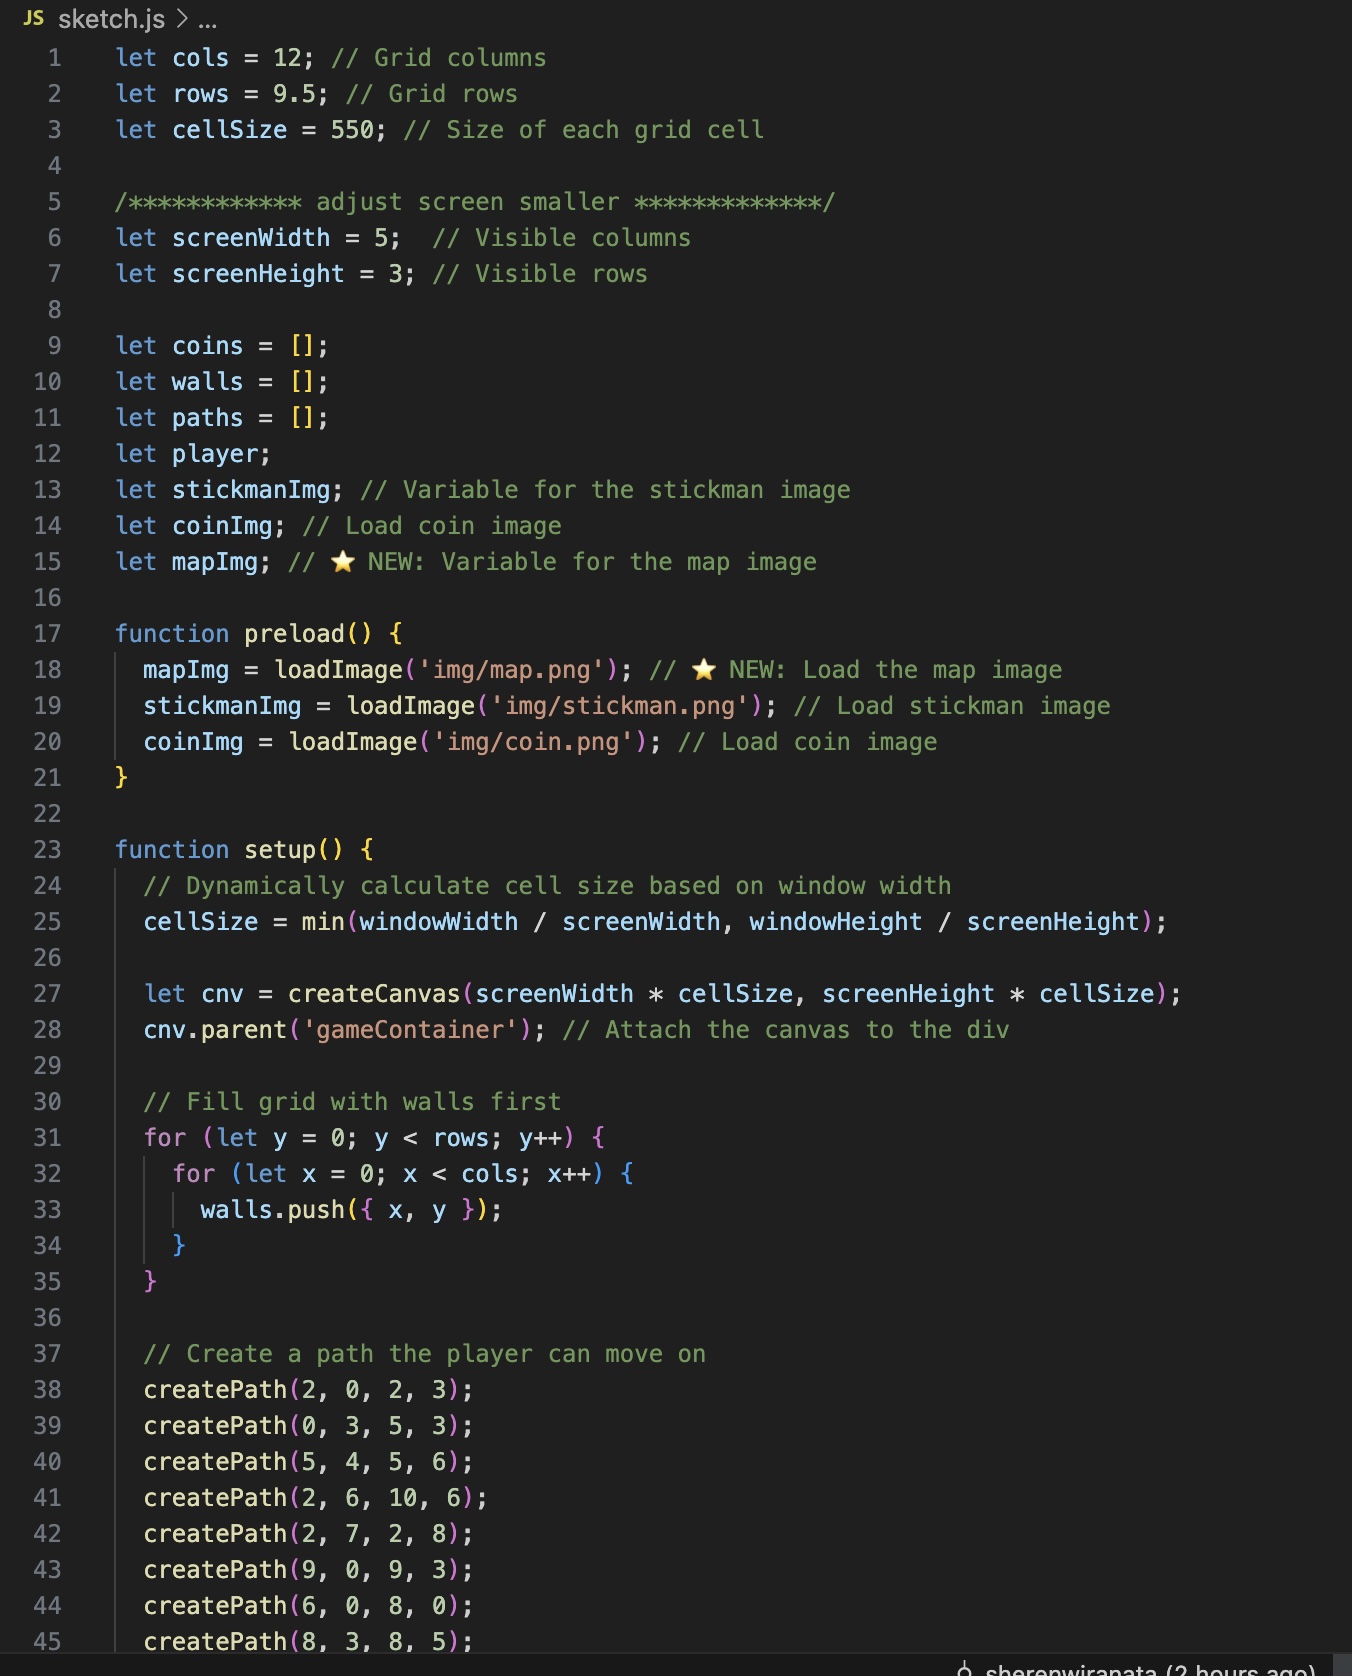 JS sketch.js > ...
1 let cols = 12; // Grid columns
2 let rows = 9.5; // Grid rows
3 let cellSize = 550; // Size of each grid cell
4
5 /************ adjust screen smaller *************/
6 let screenWidth = 5;  // Visible columns
7 let screenHeight = 3; // Visible rows
8
9 let coins = [];
10 let walls = [];
11 let paths = [];
12 let player;
13 let stickmanImg; // Variable for the stickman image
14 let coinImg; // Load coin image
15 let mapImg; // ⭐ NEW: Variable for the map image
16
17 function preload() {
18   mapImg = loadImage('img/map.png'); // ⭐ NEW: Load the map image
19   stickmanImg = loadImage('img/stickman.png'); // Load stickman image
20   coinImg = loadImage('img/coin.png'); // Load coin image
21 }
22
23 function setup() {
24   // Dynamically calculate cell size based on window width
25   cellSize = min(windowWidth / screenWidth, windowHeight / screenHeight);
26
27   let cnv = createCanvas(screenWidth * cellSize, screenHeight * cellSize);
28   cnv.parent('gameContainer'); // Attach the canvas to the div
29
30   // Fill grid with walls first
31   for (let y = 0; y < rows; y++) {
32     for (let x = 0; x < cols; x++) {
33       walls.push({ x, y });
34     }
35   }
36
37   // Create a path the player can move on
38   createPath(2, 0, 2, 3);
39   createPath(0, 3, 5, 3);
40   createPath(5, 4, 5, 6);
41   createPath(2, 6, 10, 6);
42   createPath(2, 7, 2, 8);
43   createPath(9, 0, 9, 3);
44   createPath(6, 0, 8, 0);
45   createPath(8, 3, 8, 5);
sherenwiranata (2 hours ago)